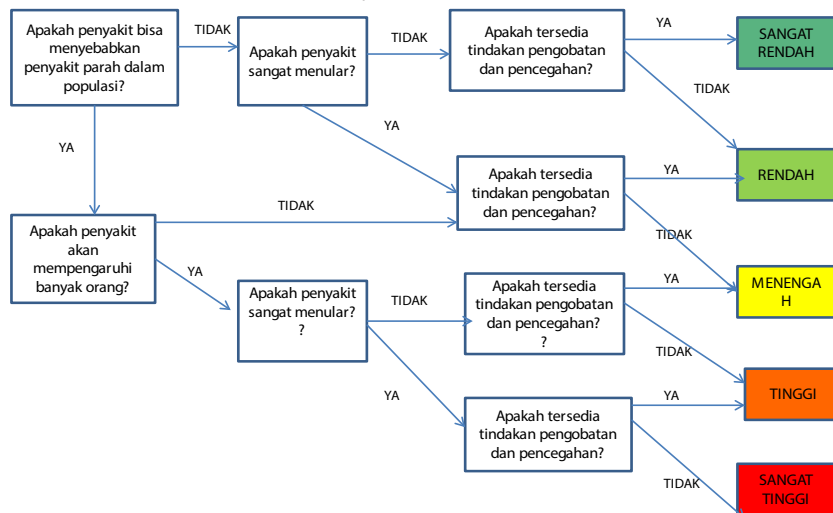 Apakah penyakit bisa
menyebabkan
penyakit parah dalam
populasi?
TIDAK
Apakah penyakit
sangat menular?
TIDAK
Apakah tersedia
tindakan pengobatan
dan pencegahan?
YA
SANGAT
RENDAH
TIDAK
YA
YA
Apakah tersedia
tindakan pengobatan
dan pencegahan?
YA
RENDAH
TIDAK
TIDAK
Apakah penyakit
akan
mempengaruhi
banyak orang?
YA
Apakah penyakit
sangat menular?
?
TIDAK
Apakah tersedia
tindakan pengobatan
dan pencegahan?
?
YA
MENENGA
H
TIDAK
YA
Apakah tersedia
tindakan pengobatan
dan pencegahan?
YA
TINGGI
TIDAK
SANGAT
TINGGI